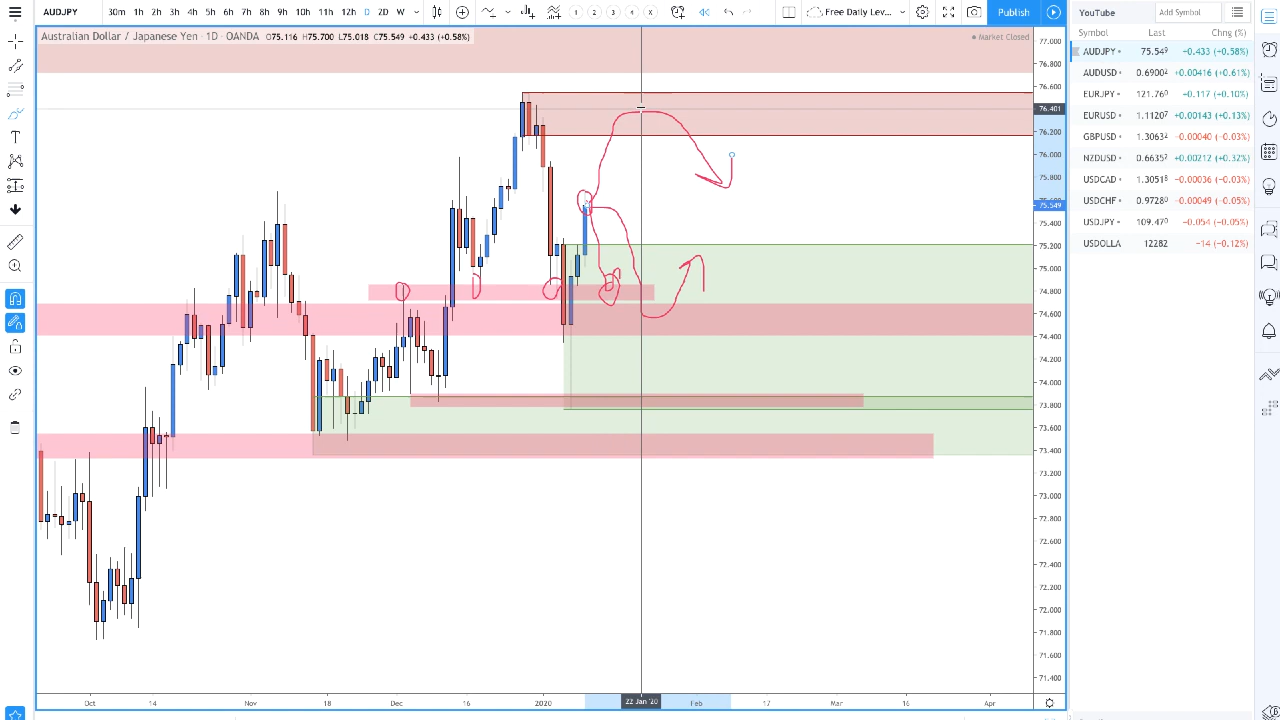 AUDJPY 30m 1h 2h 3h 4h 5h 6h 7h 8h 9h 10h 11h 12h D 2D W 1 2 3 4 X Free Daily Lev... Publish
YouTube Add Symbol
Australian Dollar / Japanese Yen · 1D · OANDA O75.116 H75.700 L75.018 C75.549 +0.433 (+0.58%) Market Closed
Symbol Last Chng (%)
AUDJPY 75.549 +0.433 (+0.58%)
AUDUSD 0.69002 +0.00416 (+0.61%)
EURJPY 121.760 +0.117 (+0.10%)
EURUSD 1.11207 +0.00143 (+0.13%)
GBPUSD 1.30634 -0.00040 (-0.03%)
NZDUSD 0.66352 +0.00212 (+0.32%)
USDCAD 1.30518 -0.00036 (-0.03%)
USDCHF 0.97280 -0.00049 (-0.05%)
USDJPY 109.470 -0.054 (-0.05%)
USDOLLA 12282 -14 (-0.12%)
77.000
76.800
76.600
76.401
76.200
76.000
75.800
75.549
75.400
75.200
75.000
74.800
74.600
74.400
74.200
74.000
73.800
73.600
73.400
73.200
73.000
72.800
72.600
72.400
72.200
72.000
71.800
71.600
71.400
Oct 14 Nov 18 Dec 2020 22 Jan '20 Feb 17 Mar 16 Apr